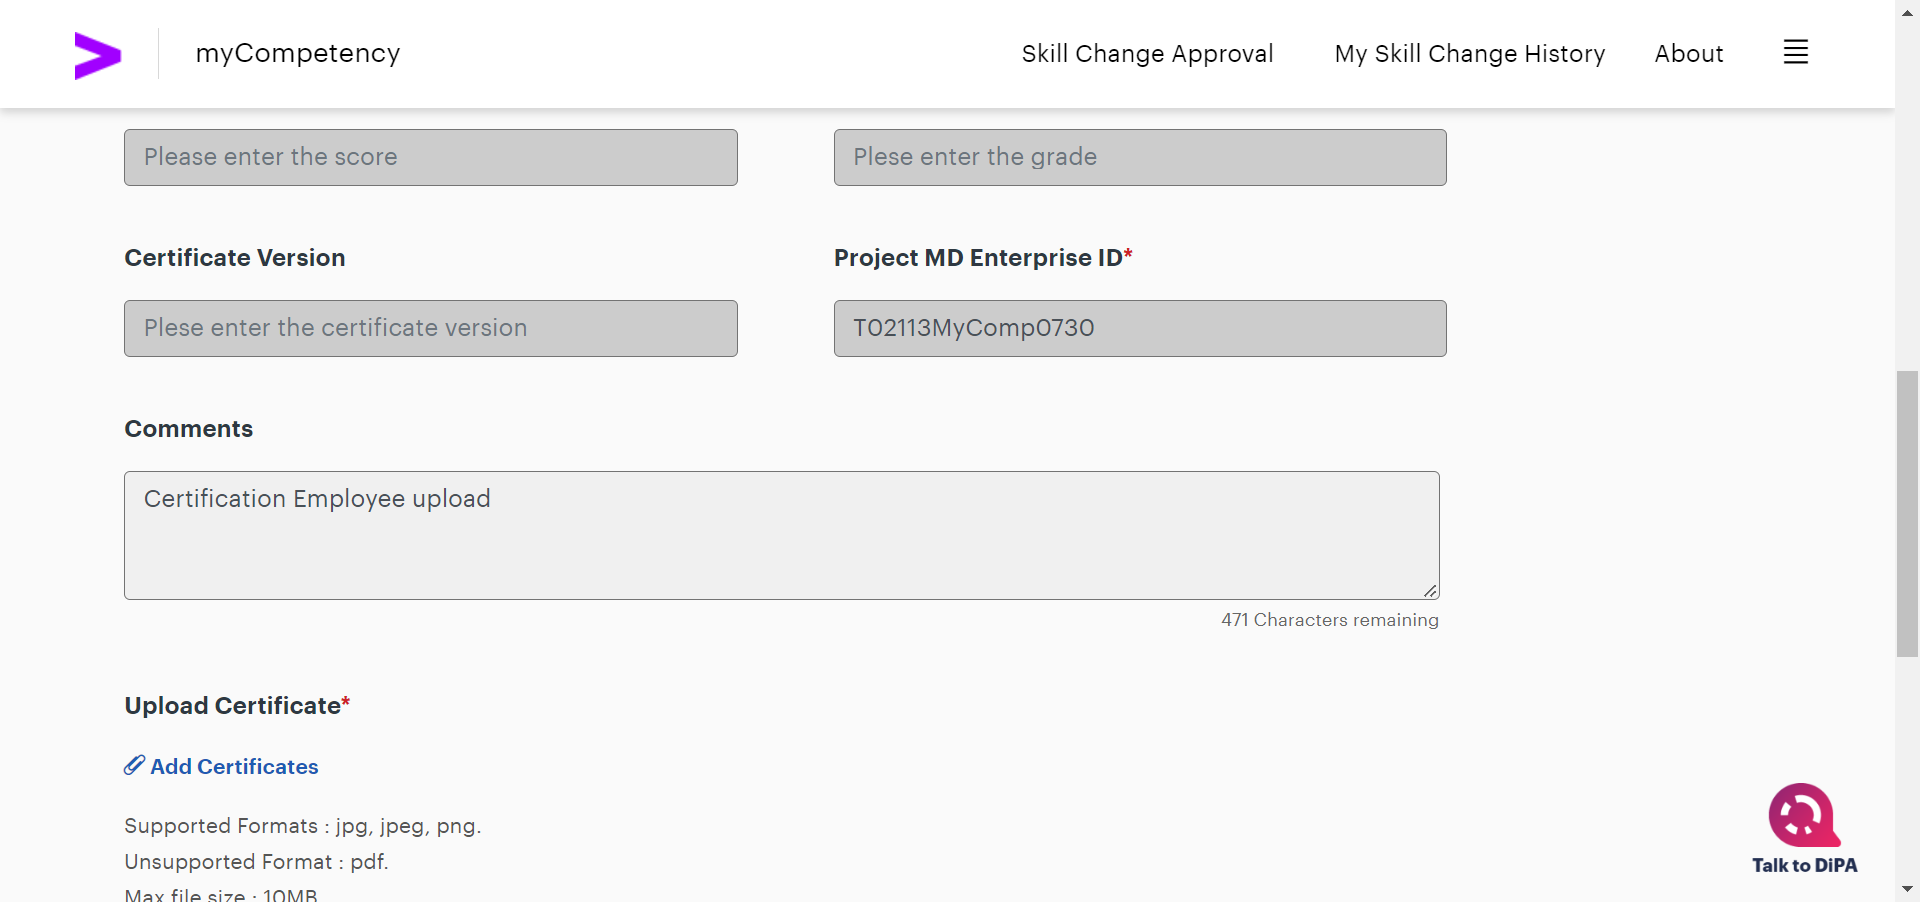 myCompetency
Skill Change Approval
My Skill Change History
About
Please enter the score
Plese enter the grade
Certificate Version
Project MD Enterprise ID*
Plese enter the certificate version
T02113MyComp0730
Comments
Certification Employee upload
471 Characters remaining
Upload Certificate*
Add Certificates
Supported Formats : jpg, jpeg, png.
Unsupported Format : pdf.
Max file size : 10MB
Talk to DiPA